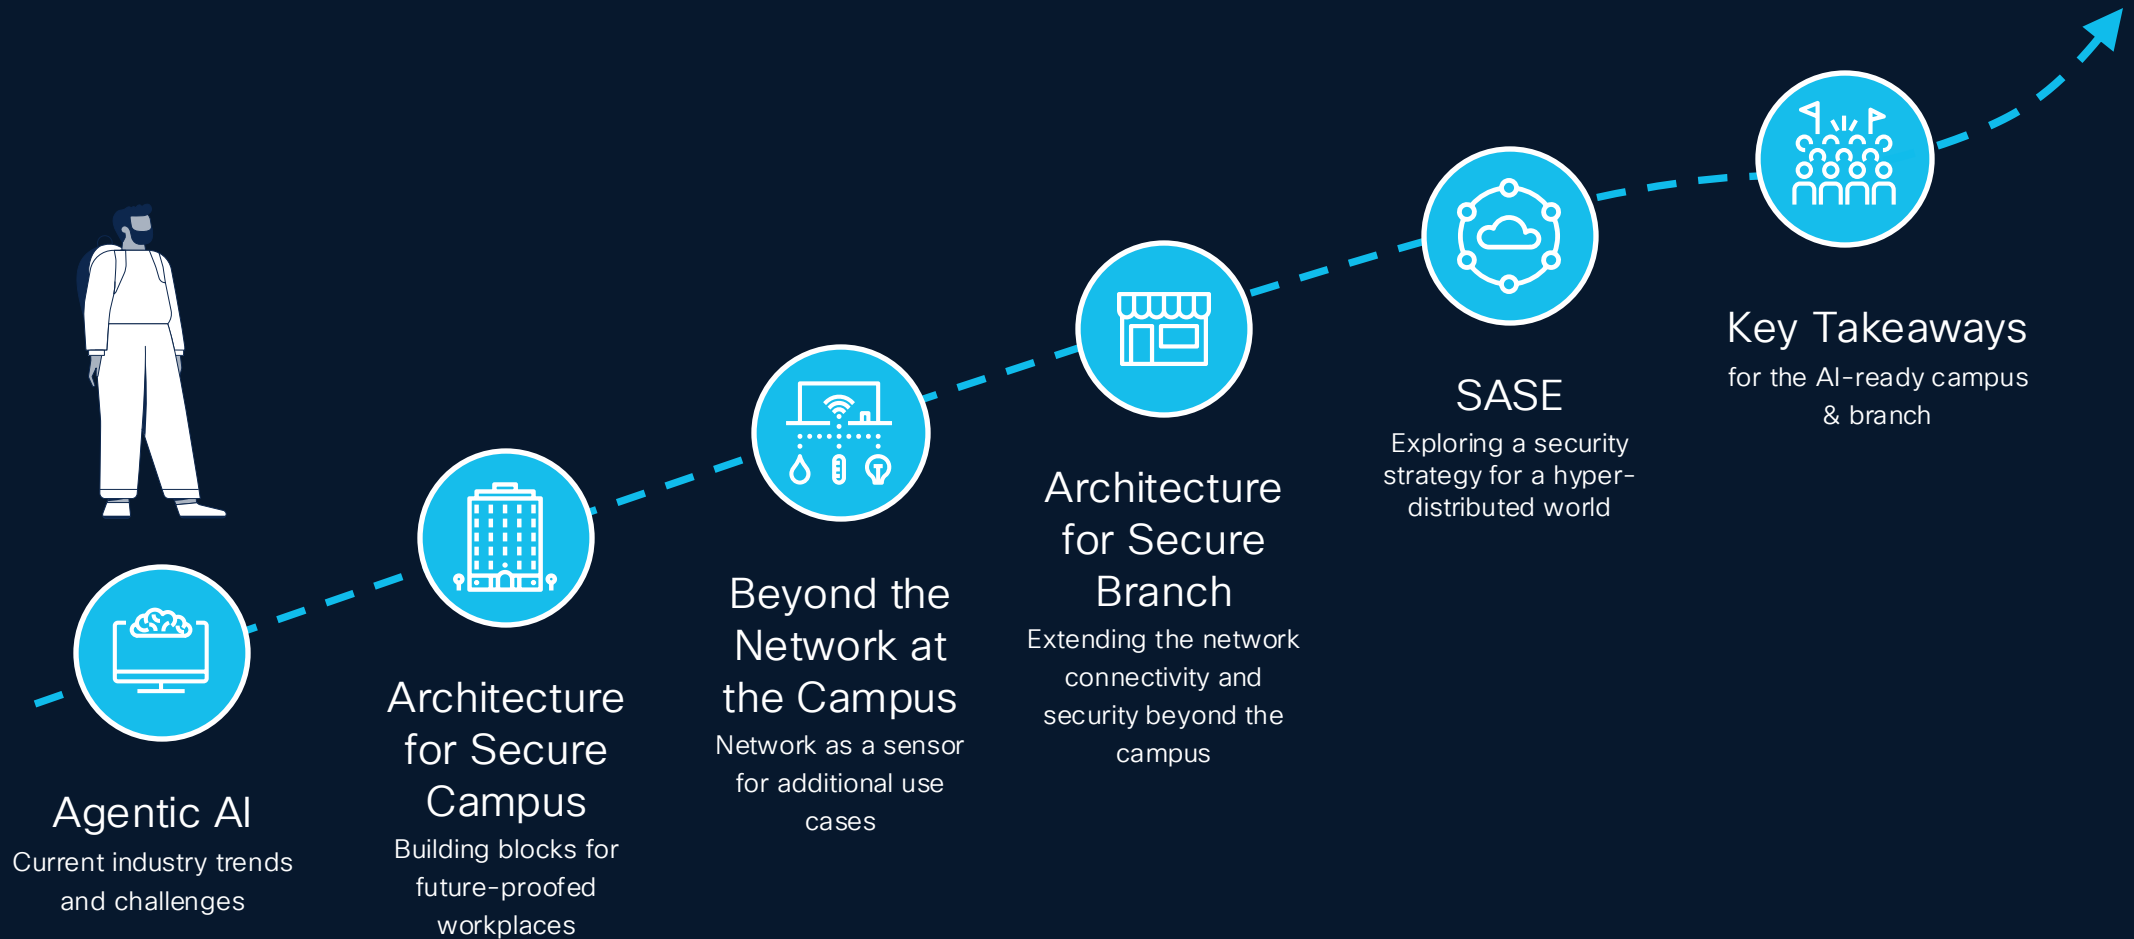 Agentic AI
Current industry trends
and challenges
Architecture
for Secure
Campus
Building blocks for
future-proofed
workplaces
Beyond the
Network at
the Campus
Network as a sensor
for additional use
cases
Architecture
for Secure
Branch
Extending the network
connectivity and
security beyond the
campus
SASE
Exploring a security
strategy for a hyper-
distributed world
Key Takeaways
for the AI-ready campus
& branch